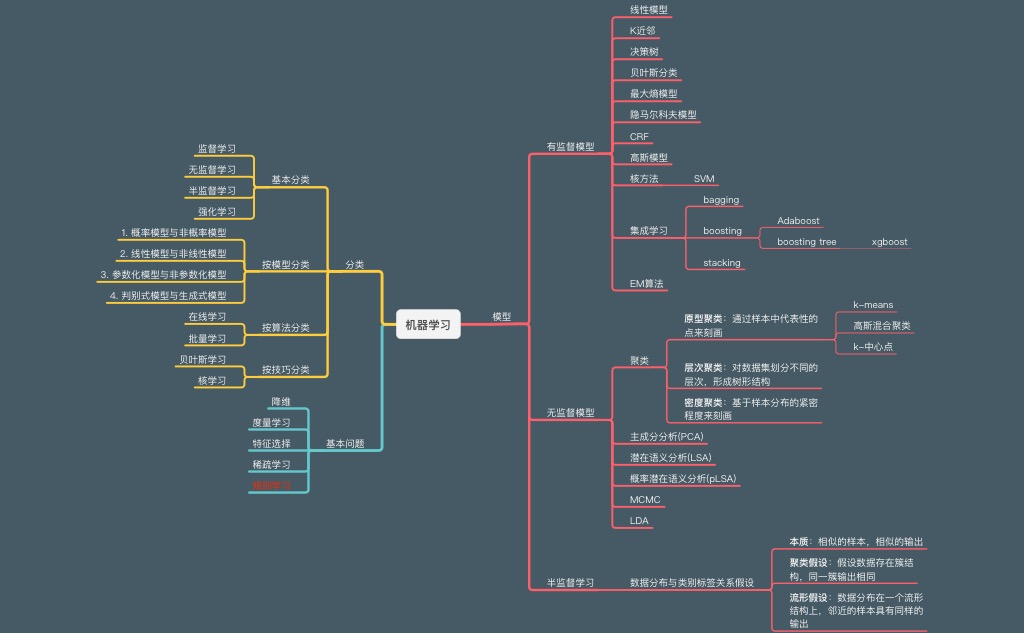 机器学习
分类
基本分类
监督学习
无监督学习
半监督学习
强化学习
按模型分类
1. 概率模型与非概率模型
2. 线性模型与非线性模型
3. 参数化模型与非参数化模型
4. 判别式模型与生成式模型
按算法分类
在线学习
批量学习
按技巧分类
贝叶斯学习
核学习
基本问题
降维
度量学习
特征选择
稀疏学习
规则学习
模型
有监督模型
线性模型
K近邻
决策树
贝叶斯分类
最大熵模型
隐马尔科夫模型
CRF
高斯模型
核方法
SVM
集成学习
bagging
boosting
Adaboost
boosting tree
xgboost
stacking
EM算法
无监督模型
聚类
原型聚类：通过样本中代表性的
点来刻画
k-means
高斯混合聚类
k-中心点
层次聚类：对数据集划分不同的
层次，形成树形结构
密度聚类：基于样本分布的紧密
程度来刻画
主成分分析(PCA)
潜在语义分析(LSA)
概率潜在语义分析(pLSA)
MCMC
LDA
半监督学习
数据分布与类别标签关系假设
本质：相似的样本，相似的输出
聚类假设：假设数据存在簇结
构，同一簇输出相同
流形假设：数据分布在一个流形
结构上，邻近的样本具有同样的
输出